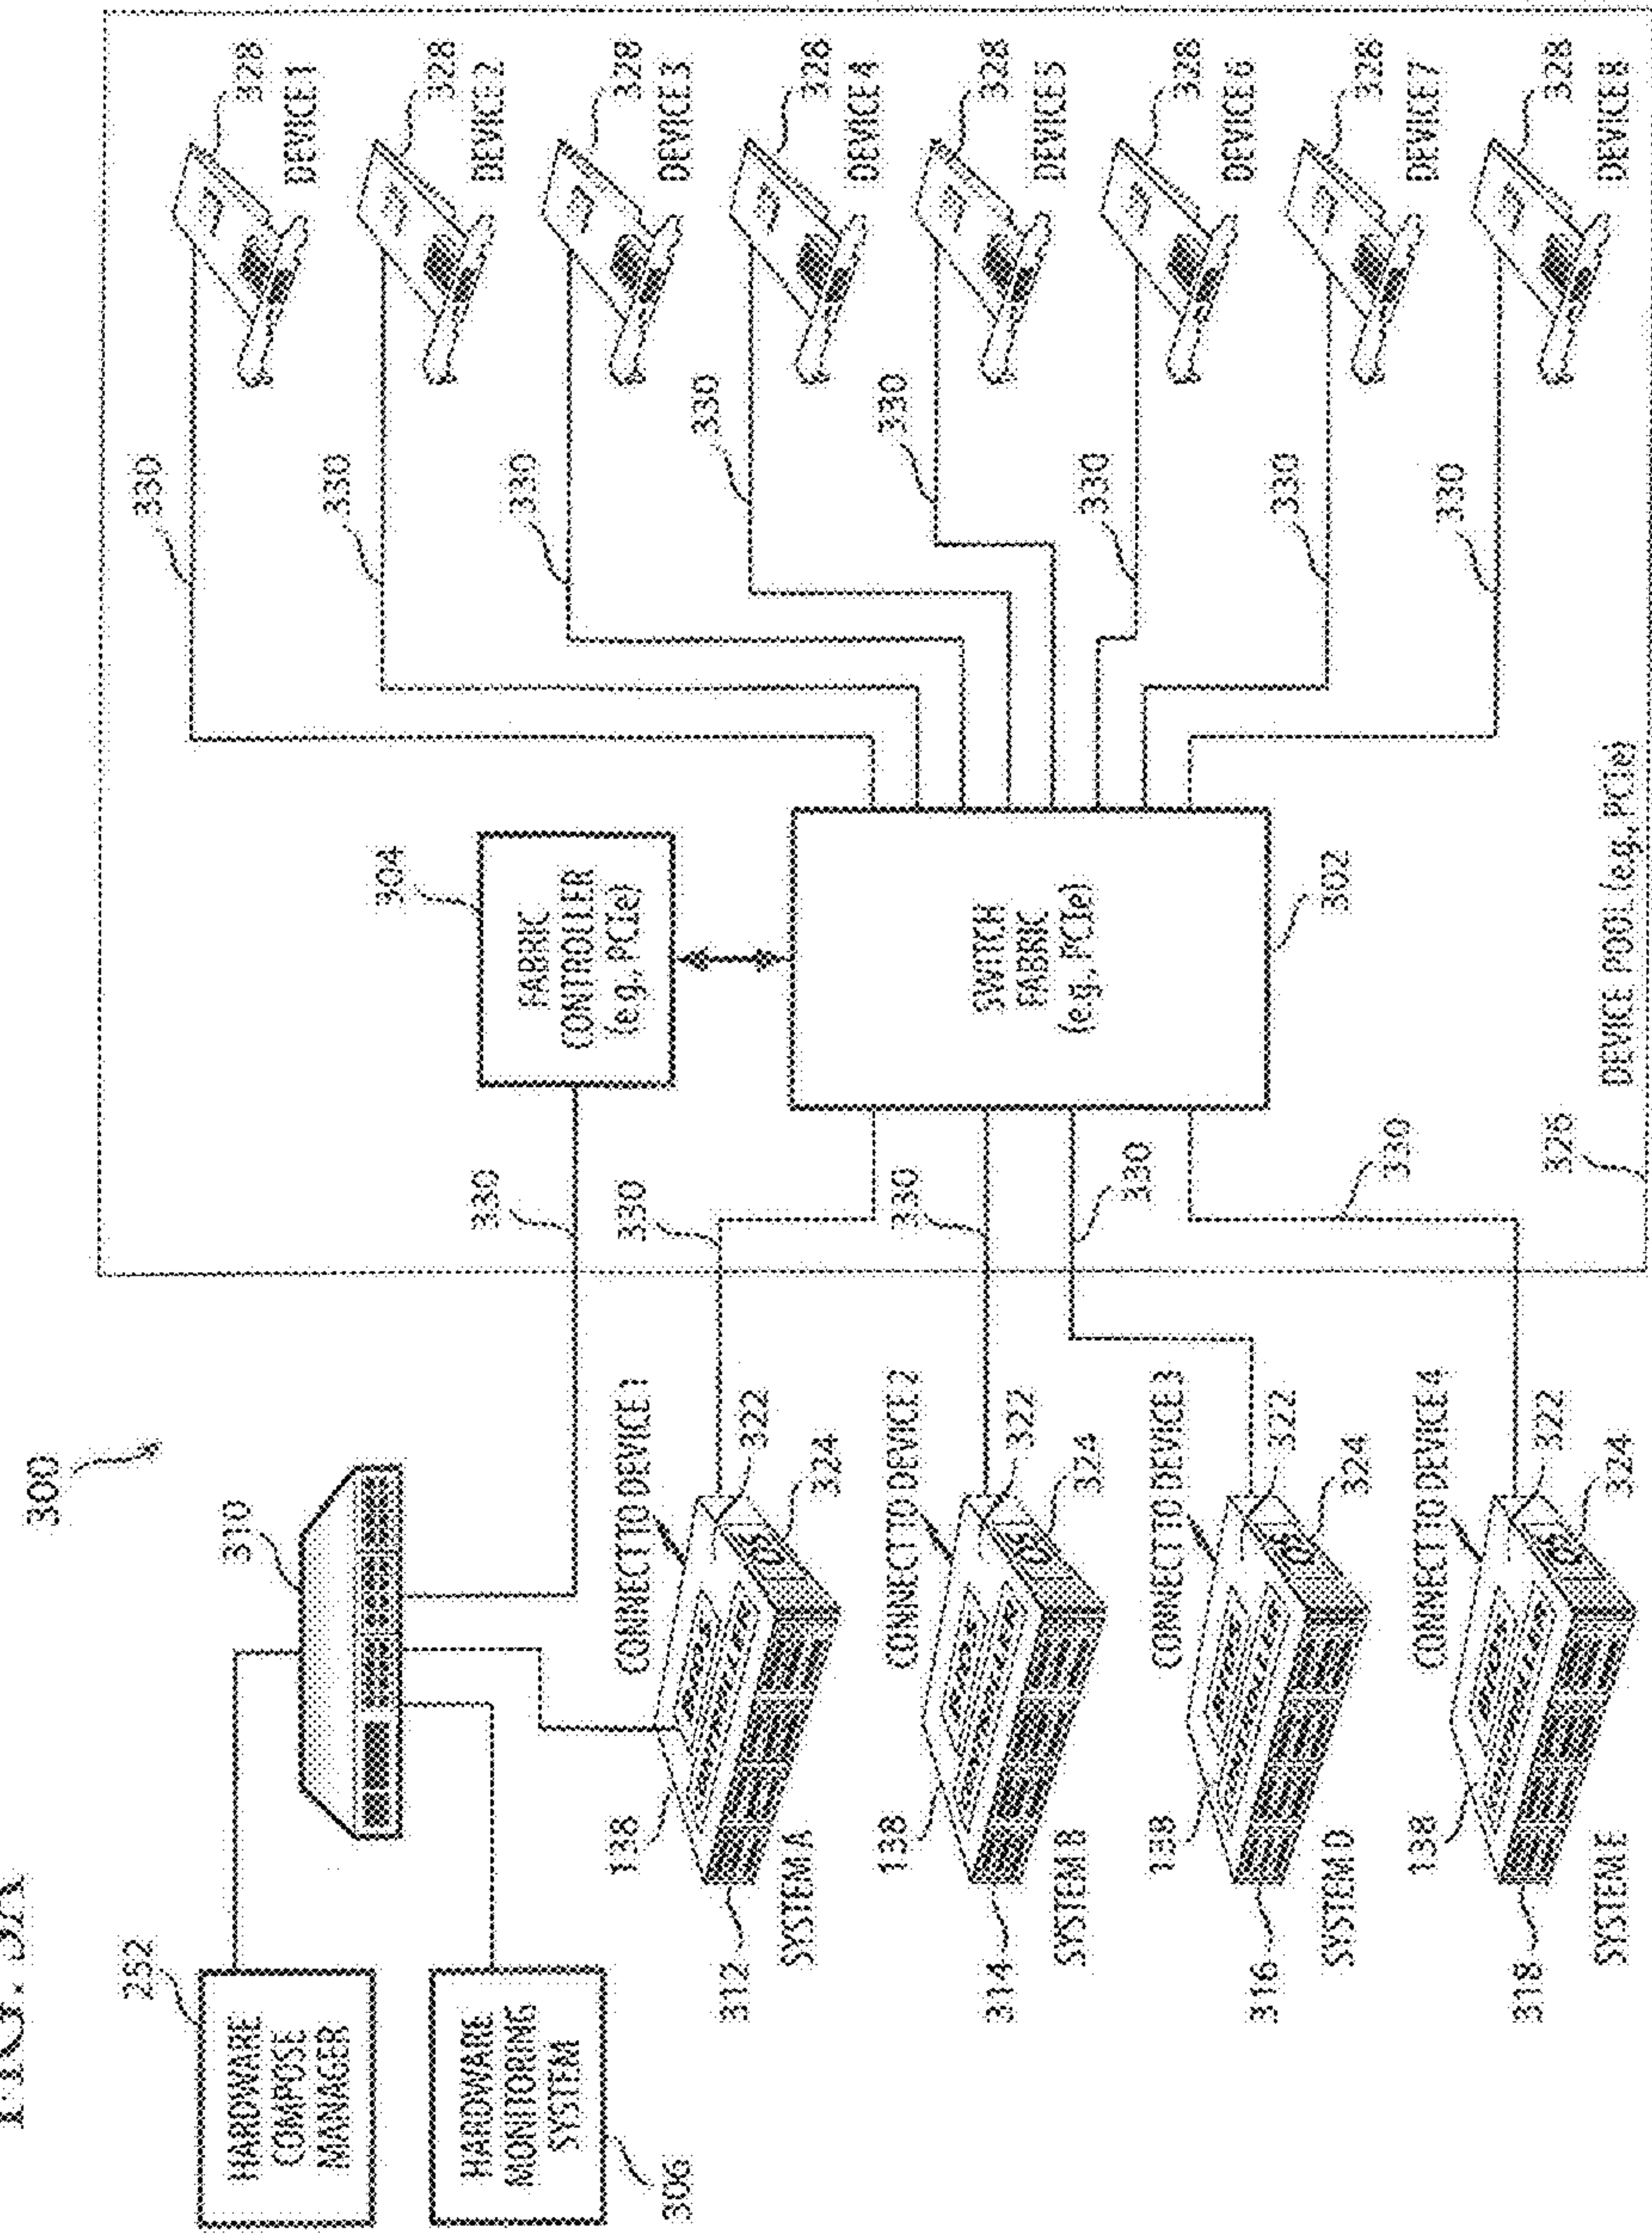 300
252
HARDWARE
COMPOSE
MANAGER
HARDWARE
MONITORING
SYSTEM
306
310
138
312
SYSTEM A
CONNECT TO DEVICE 1
322
324
138
314
SYSTEM B
CONNECT TO DEVICE 2
322
324
138
316
SYSTEM D
CONNECT TO DEVICE 3
322
324
138
318
SYSTEM E
CONNECT TO DEVICE 4
322
324
330
330
330
330
330
304
FABRIC
CONTROLLER
(e.g., PCIe)
SWITCH
FABRIC
(e.g., PCIe)
302
326
DEVICE POOL (e.g., PCIe)
330
330
330
330
330
330
330
330
328
DEVICE 1
328
DEVICE 2
328
DEVICE 3
328
DEVICE 4
328
DEVICE 5
328
DEVICE 6
328
DEVICE 7
328
DEVICE 8